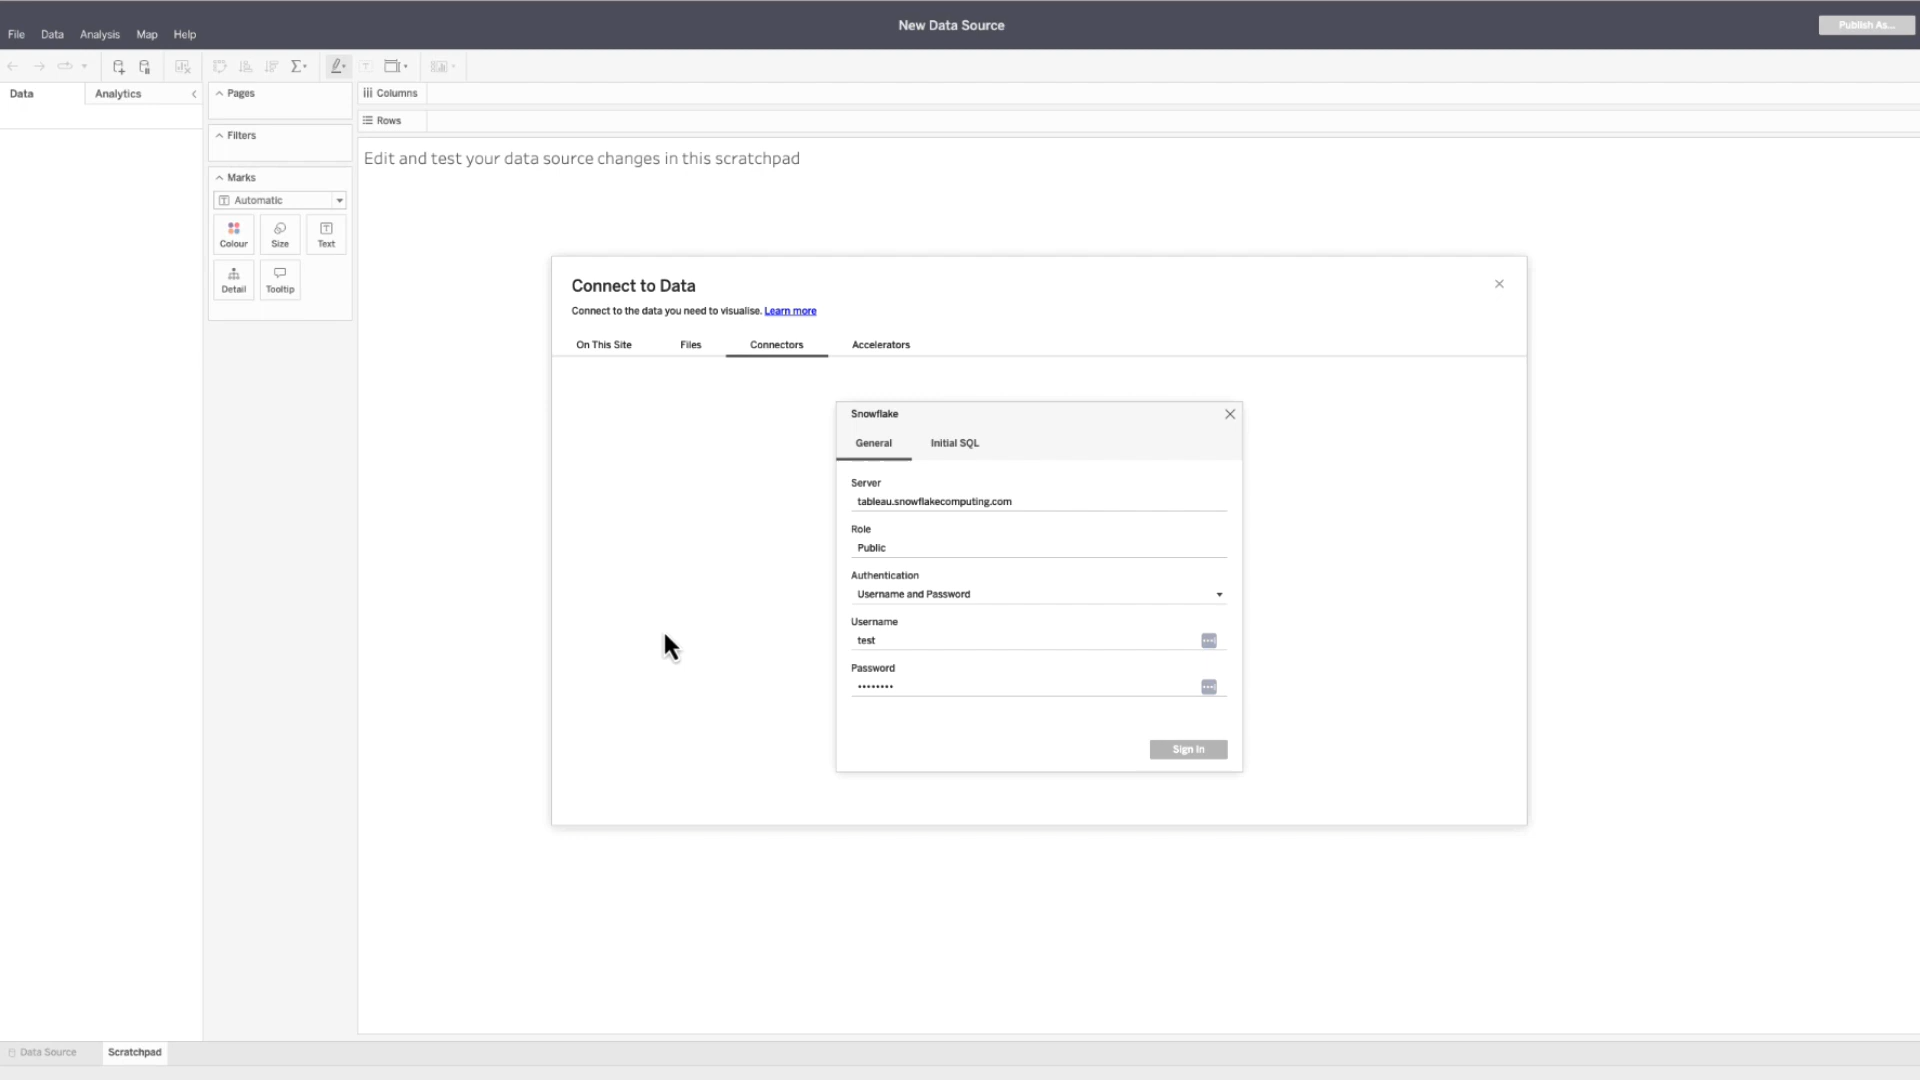 New Data Source
Publish As...
File Data Analysis Map Help
Data Analytics
Pages
Columns
Rows
Filters
Edit and test your data source changes in this scratchpad
Marks
Automatic
Colour Size Text
Detail Tooltip
Connect to Data
Connect to the data you need to visualise. Learn more
On This Site Files Connectors Accelerators
Snowflake
General Initial SQL
Server
tableau.snowflakecomputing.com
Role
Public
Authentication
Username and Password
Username
test
Password
••••••••
Sign In
Data Source Scratchpad